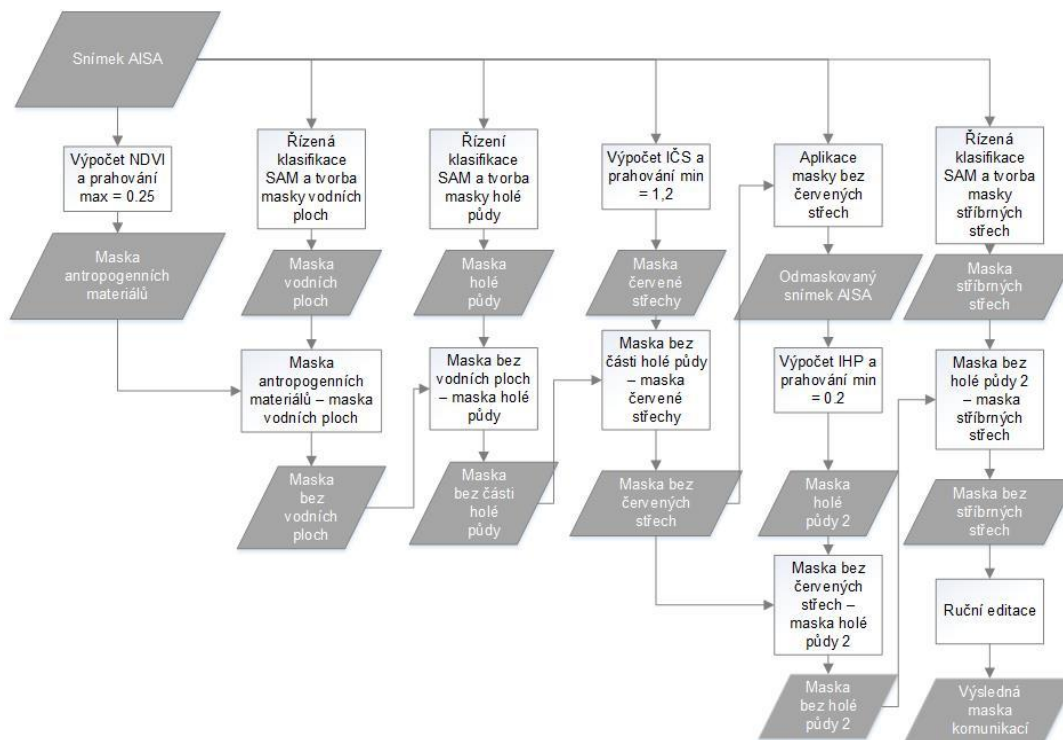 Snímek AISA
Výpočet NDVI
a prahování
max = 0.25
Maska
antropogenních
materiálů
Řízená
klasifikace
SAM a tvorba
masky vodních
ploch
Maska
vodních
ploch
Maska
antropogenních
materiálů – maska
vodních ploch
Maska
bez
vodních
ploch
Řízení
klasifikace
SAM a tvorba
masky holé
půdy
Maska
holé
půdy
Maska bez
vodních ploch
– maska holé
půdy
Maska
bez části
holé
půdy
Výpočet IČS a
prahování min
= 1,2
Maska
červené
střechy
Maska bez
části holé půdy
– maska
červené
střechy
Maska bez
červených
střech
Aplikace
masky bez
červených
střech
Odmaskovaný
snímek AISA
Výpočet IHP a
prahování min
= 0.2
Maska
holé
půdy 2
Maska bez
červených
střech –
maska holé
půdy 2
Maska
bez holé
půdy 2
Řízená
klasifikace
SAM a tvorba
masky
stříbrných
střech
Maska
stříbrných
střech
Maska bez
holé půdy 2
– maska
stříbrných
střech
Maska bez
stříbrných
střech
Ruční editace
Výsledná
maska
komunikací